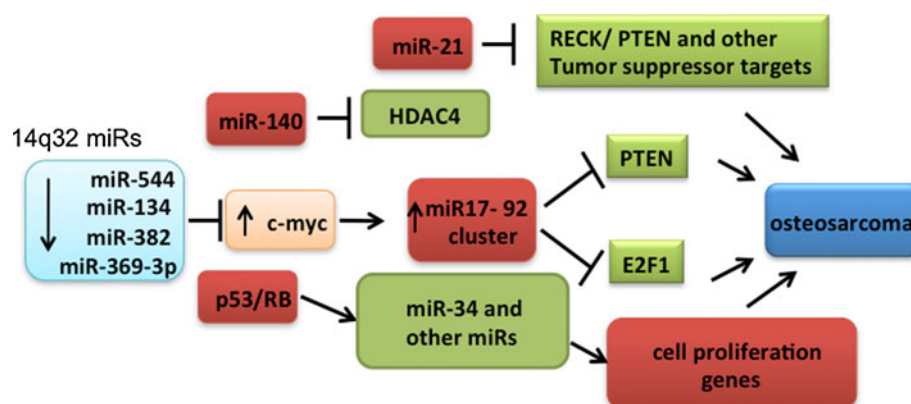 miR-21
RECK/ PTEN and other
Tumor suppressor targets
miR-140
HDAC4
14q32 miRs
miR-544
miR-134
miR-382
miR-369-3p
c-myc
miR17- 92
cluster
PTEN
E2F1
osteosarcoma
p53/RB
miR-34 and
other miRs
cell proliferation
genes